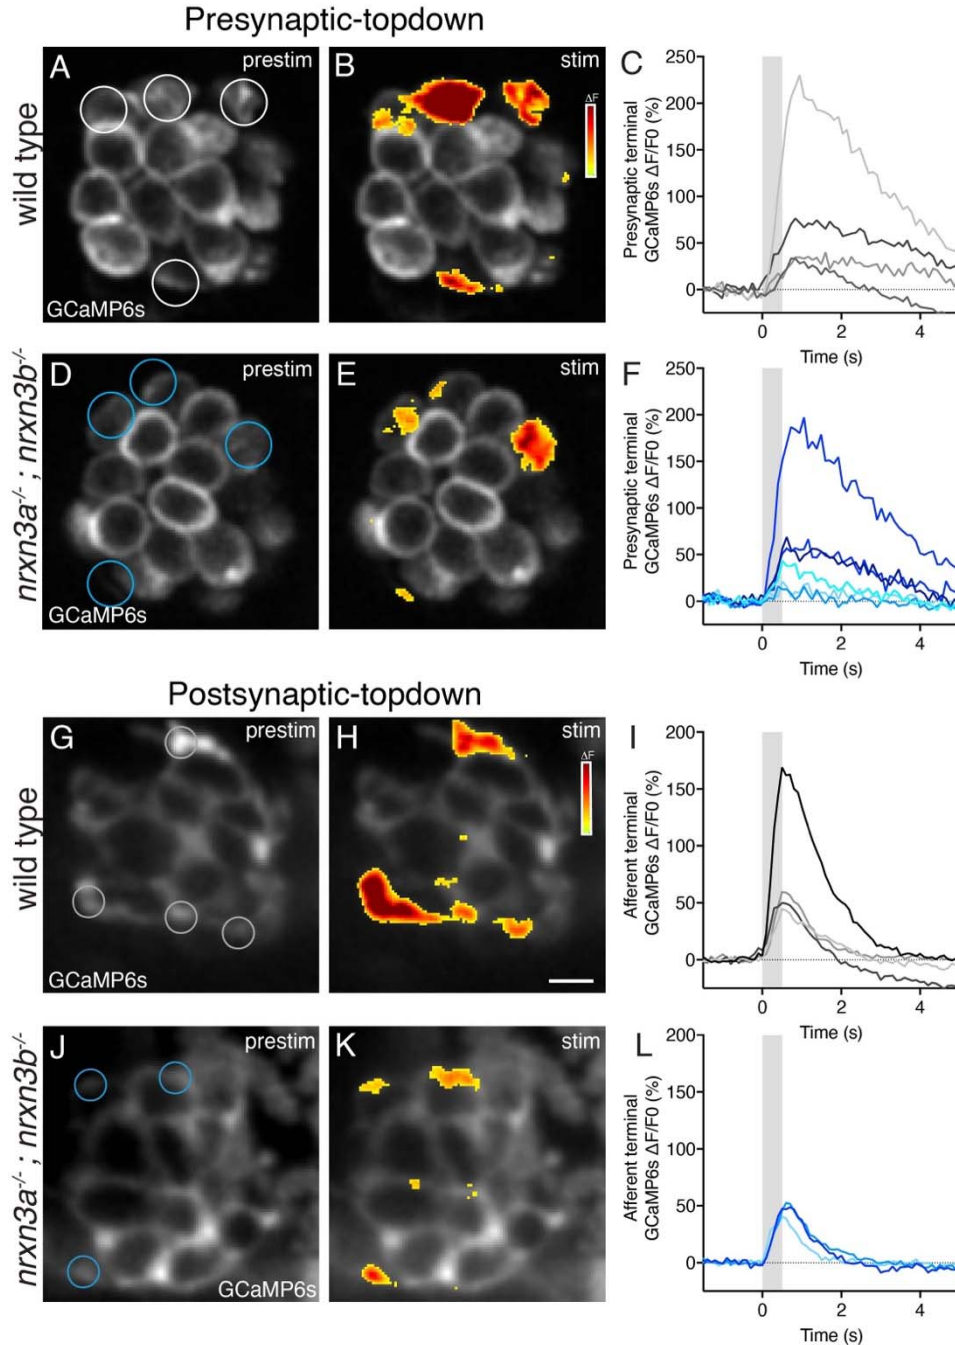 Presynaptic-topdown
wild type
A
prestim
GCaMP6s
B
stim
ΔF
C
Presynaptic terminal
GCaMP6s ΔF/F0 (%)
250
200
150
100
50
0
0 2 4
Time (s)
nrxn3a-/- ; nrxn3b-/-
D
prestim
GCaMP6s
E
stim
F
Presynaptic terminal
GCaMP6s ΔF/F0 (%)
250
200
150
100
50
0
0 2 4
Time (s)
Postsynaptic-topdown
wild type
G
prestim
GCaMP6s
H
stim
ΔF
I
Afferent terminal
GCaMP6s ΔF/F0 (%)
200
150
100
50
0
0 2 4
Time (s)
nrxn3a-/- ; nrxn3b-/-
J
prestim
GCaMP6s
K
stim
L
Afferent terminal
GCaMP6s ΔF/F0 (%)
200
150
100
50
0
0 2 4
Time (s)